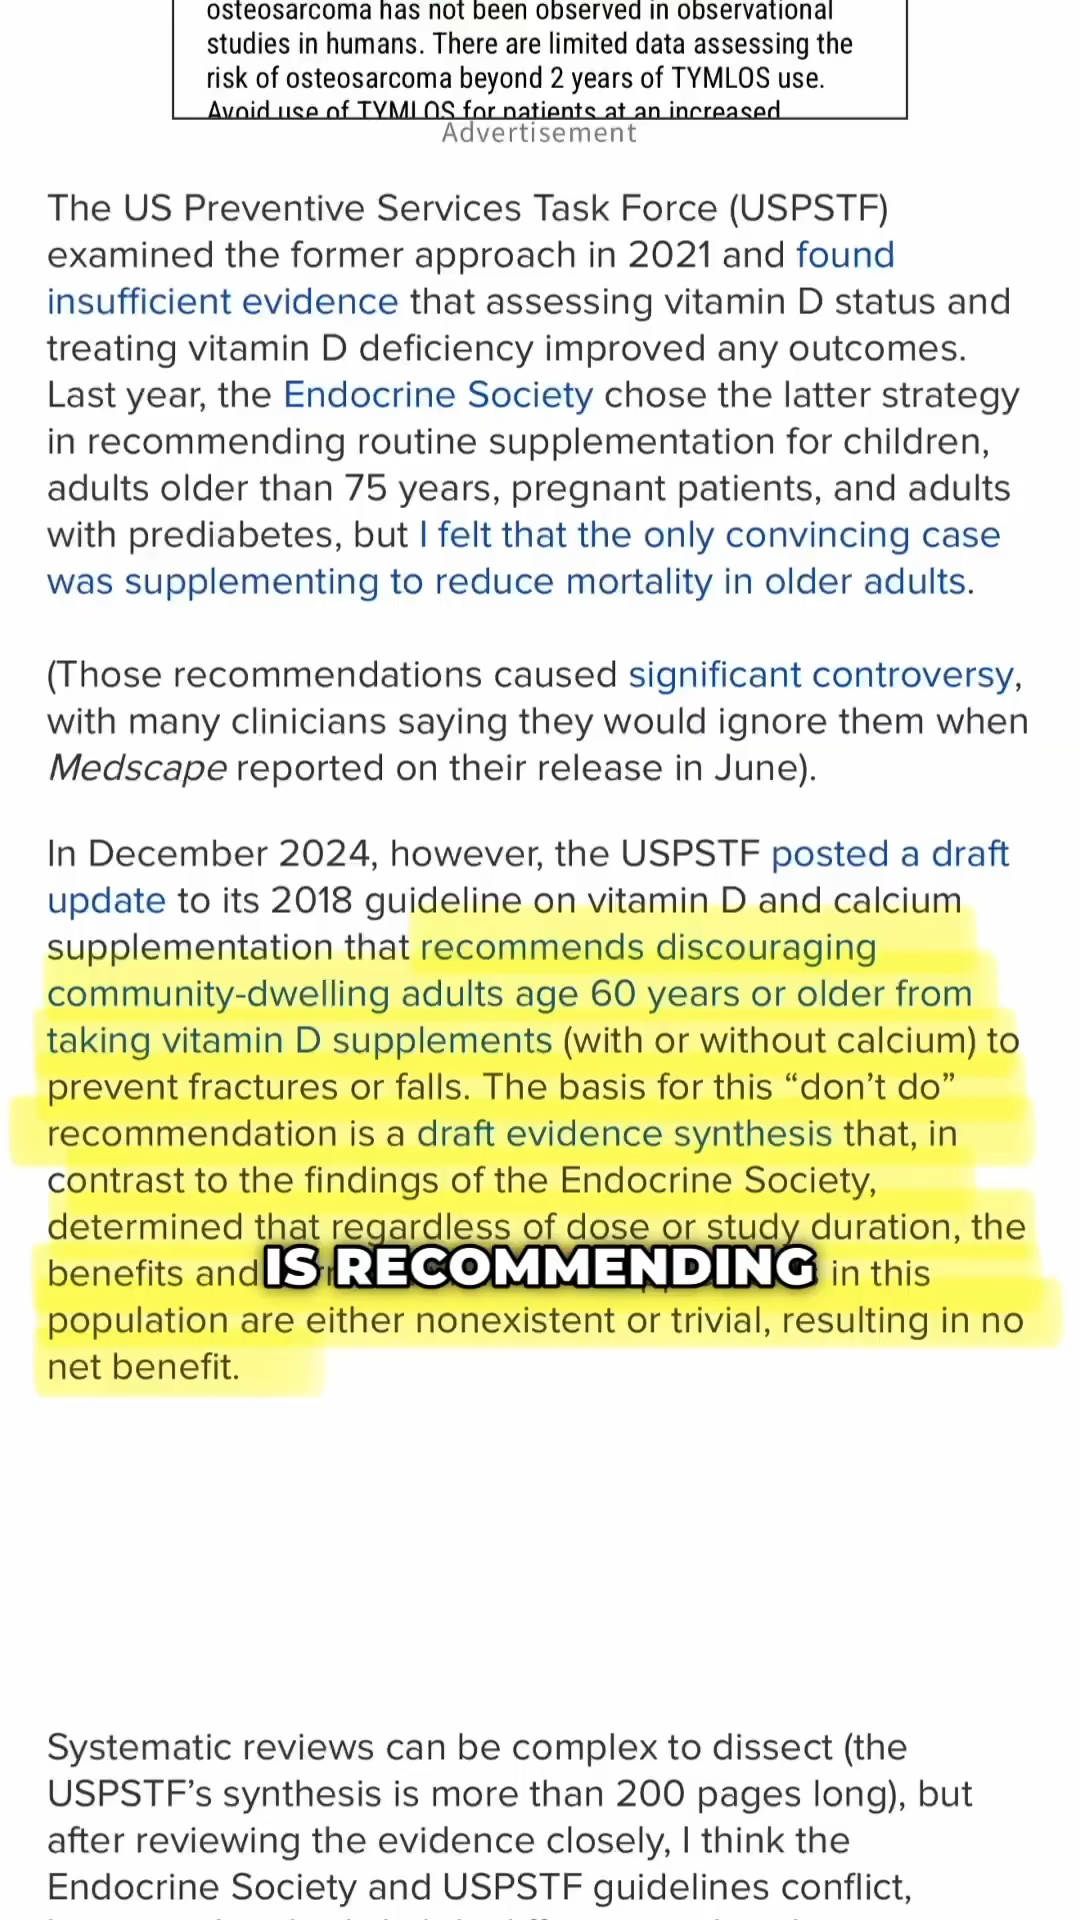 osteosarcoma has not been observed in observational
studies in humans. There are limited data assessing the
risk of osteosarcoma beyond 2 years of TYMLOS use.
Avoid use of TYMLOS for patients at an increased
Advertisement
The US Preventive Services Task Force (USPSTF)
examined the former approach in 2021 and found
insufficient evidence that assessing vitamin D status and
treating vitamin D deficiency improved any outcomes.
Last year, the Endocrine Society chose the latter strategy
in recommending routine supplementation for children,
adults older than 75 years, pregnant patients, and adults
with prediabetes, but I felt that the only convincing case
was supplementing to reduce mortality in older adults.
(Those recommendations caused significant controversy,
with many clinicians saying they would ignore them when
Medscape reported on their release in June).
In December 2024, however, the USPSTF posted a draft
update to its 2018 guideline on vitamin D and calcium
supplementation that recommends discouraging
community-dwelling adults age 60 years or older from
taking vitamin D supplements (with or without calcium) to
prevent fractures or falls. The basis for this “don’t do”
recommendation is a draft evidence synthesis that, in
contrast to the findings of the Endocrine Society,
determined that regardless of dose or study duration, the
benefits and in this
IS RECOMMENDING
population are either nonexistent or trivial, resulting in no
net benefit.
Systematic reviews can be complex to dissect (the
USPSTF’s synthesis is more than 200 pages long), but
after reviewing the evidence closely, I think the
Endocrine Society and USPSTF guidelines conflict,